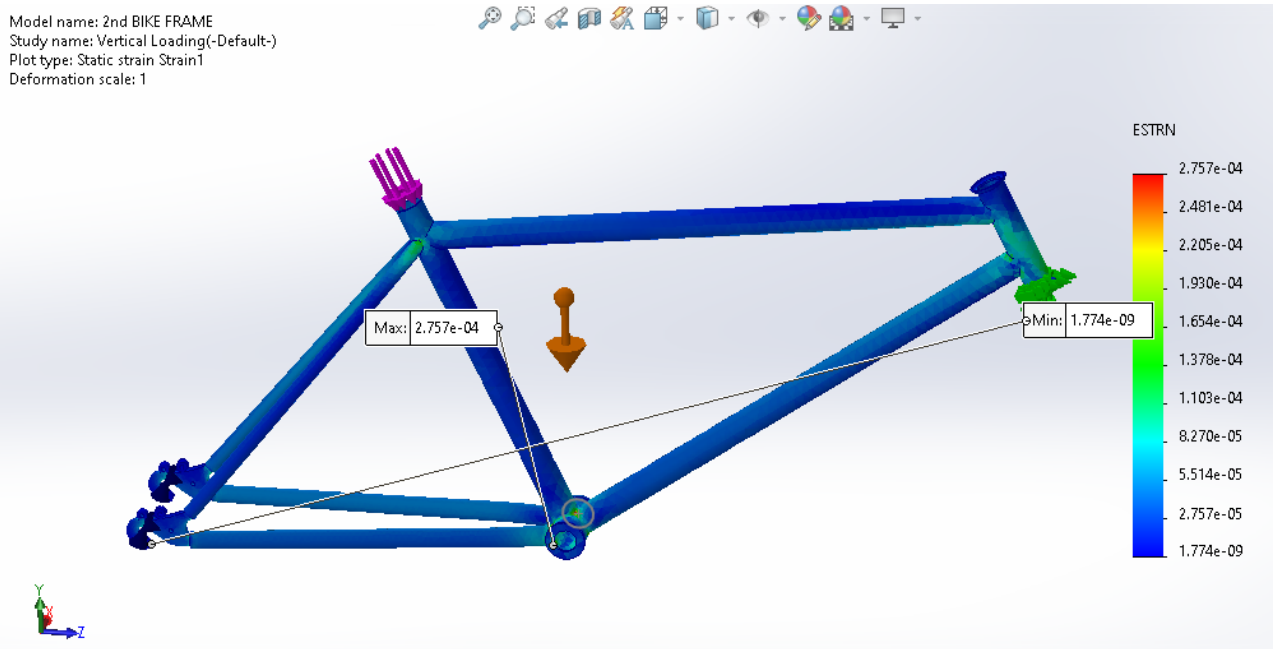 Model name: 2nd BIKE FRAME
Study name: Vertical Loading(-Default-)
Plot type: Static strain Strain1
Deformation scale: 1
ESTRN
2.757e-04
2.481e-04
2.205e-04
1.930e-04
1.654e-04
1.378e-04
1.103e-04
8.270e-05
5.514e-05
2.757e-05
1.774e-09
Max: 2.757e-04
Min: 1.774e-09
Y
X
Z